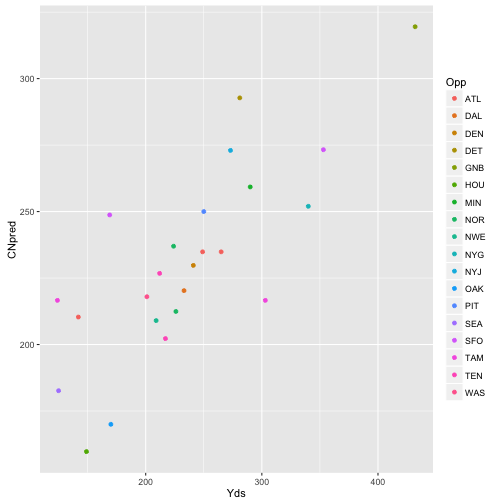 300
250
200
CNpred
200
300
400
Yds
Opp
ATL
DAL
DEN
DET
GNB
HOU
MIN
NOR
NWE
NYG
NYJ
OAK
PIT
SEA
SFO
TAM
TEN
WAS